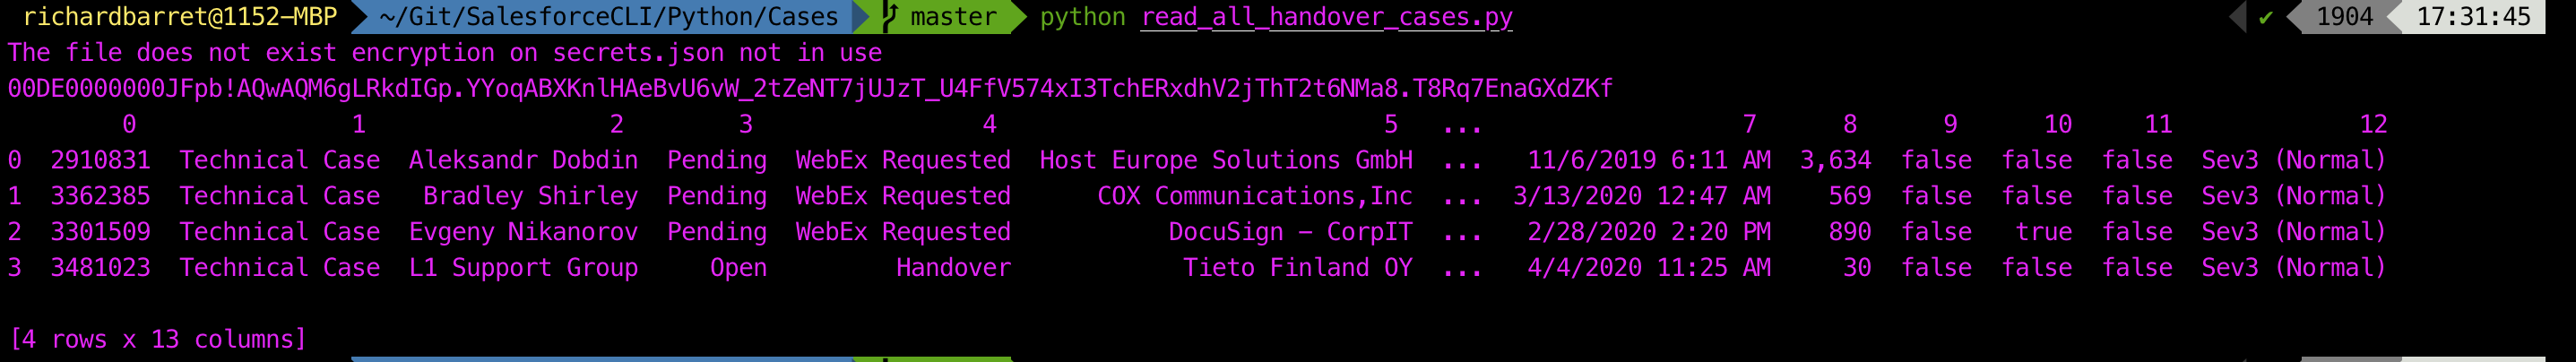 richardbarret@1152-MBP ~/Git/SalesforceCLI/Python/Cases master python read_all_handover_cases.py ✔ 1904 17:31:45
The file does not exist encryption on secrets.json not in use
00DE0000000JFpb!AQwAQM6gLRkdIGp.YYoqABXKnlHAeBvU6vW_2tZeNT7jUJzT_U4FfV574xI3TchERxdhV2jThT2t6NMa8.T8Rq7EnaGXdZKf
0 1 2 3 4 5 ... 7 8 9 10 11 12
0 2910831 Technical Case Aleksandr Dobdin Pending WebEx Requested Host Europe Solutions GmbH ... 11/6/2019 6:11 AM 3,634 false false false Sev3 (Normal)
1 3362385 Technical Case Bradley Shirley Pending WebEx Requested COX Communications,Inc ... 3/13/2020 12:47 AM 569 false false false Sev3 (Normal)
2 3301509 Technical Case Evgeny Nikanorov Pending WebEx Requested DocuSign - CorpIT ... 2/28/2020 2:20 PM 890 false true false Sev3 (Normal)
3 3481023 Technical Case L1 Support Group Open Handover Tieto Finland OY ... 4/4/2020 11:25 AM 30 false false false Sev3 (Normal)
[4 rows x 13 columns]